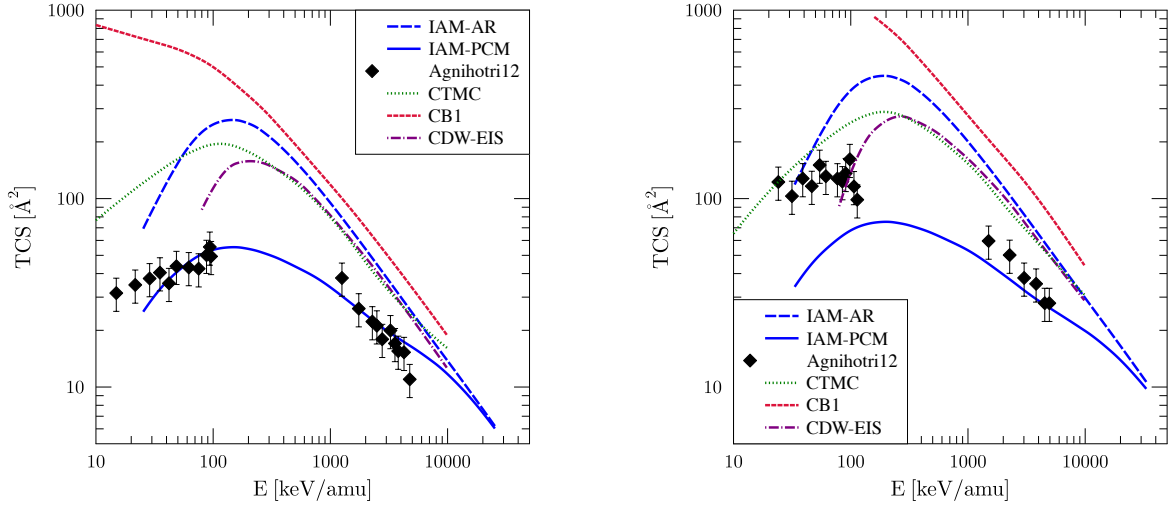 1000
100
10
TCS [Å²]
10
100
1000
10000
E [keV/amu]
IAM-AR
IAM-PCM
Agnihotri12
CTMC
CB1
CDW-EIS
1000
100
10
TCS [Å²]
10
100
1000
10000
E [keV/amu]
IAM-AR
IAM-PCM
Agnihotri12
CTMC
CB1
CDW-EIS